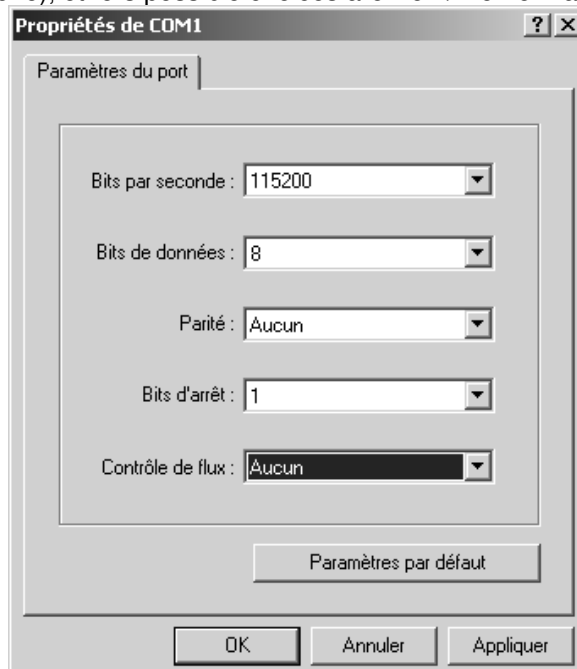 Propriétés de COM1
? ×
Paramètres du port
Bits par seconde : 115200
Bits de données : 8
Parité : Aucun
Bits d'arrêt : 1
Contrôle de flux : Aucun
Paramètres par défaut
OK Annuler Appliquer